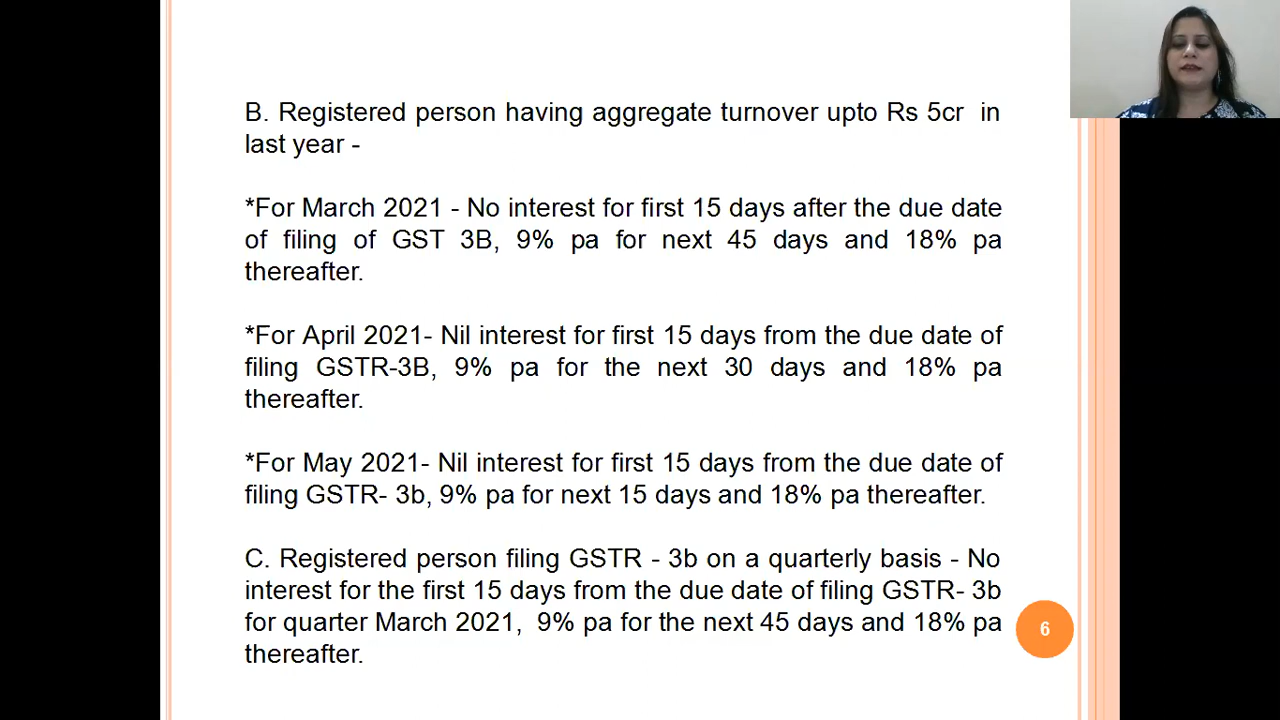 B. Registered person having aggregate turnover upto Rs 5cr in
last year -
*For March 2021 - No interest for first 15 days after the due date
of filing of GST 3B, 9% pa for next 45 days and 18% pa
thereafter.
*For April 2021- Nil interest for first 15 days from the due date of
filing GSTR-3B, 9% pa for the next 30 days and 18% pa
thereafter.
*For May 2021- Nil interest for first 15 days from the due date of
filing GSTR- 3b, 9% pa for next 15 days and 18% pa thereafter.
C. Registered person filing GSTR - 3b on a quarterly basis - No
interest for the first 15 days from the due date of filing GSTR- 3b
for quarter March 2021, 9% pa for the next 45 days and 18% pa
thereafter.
6